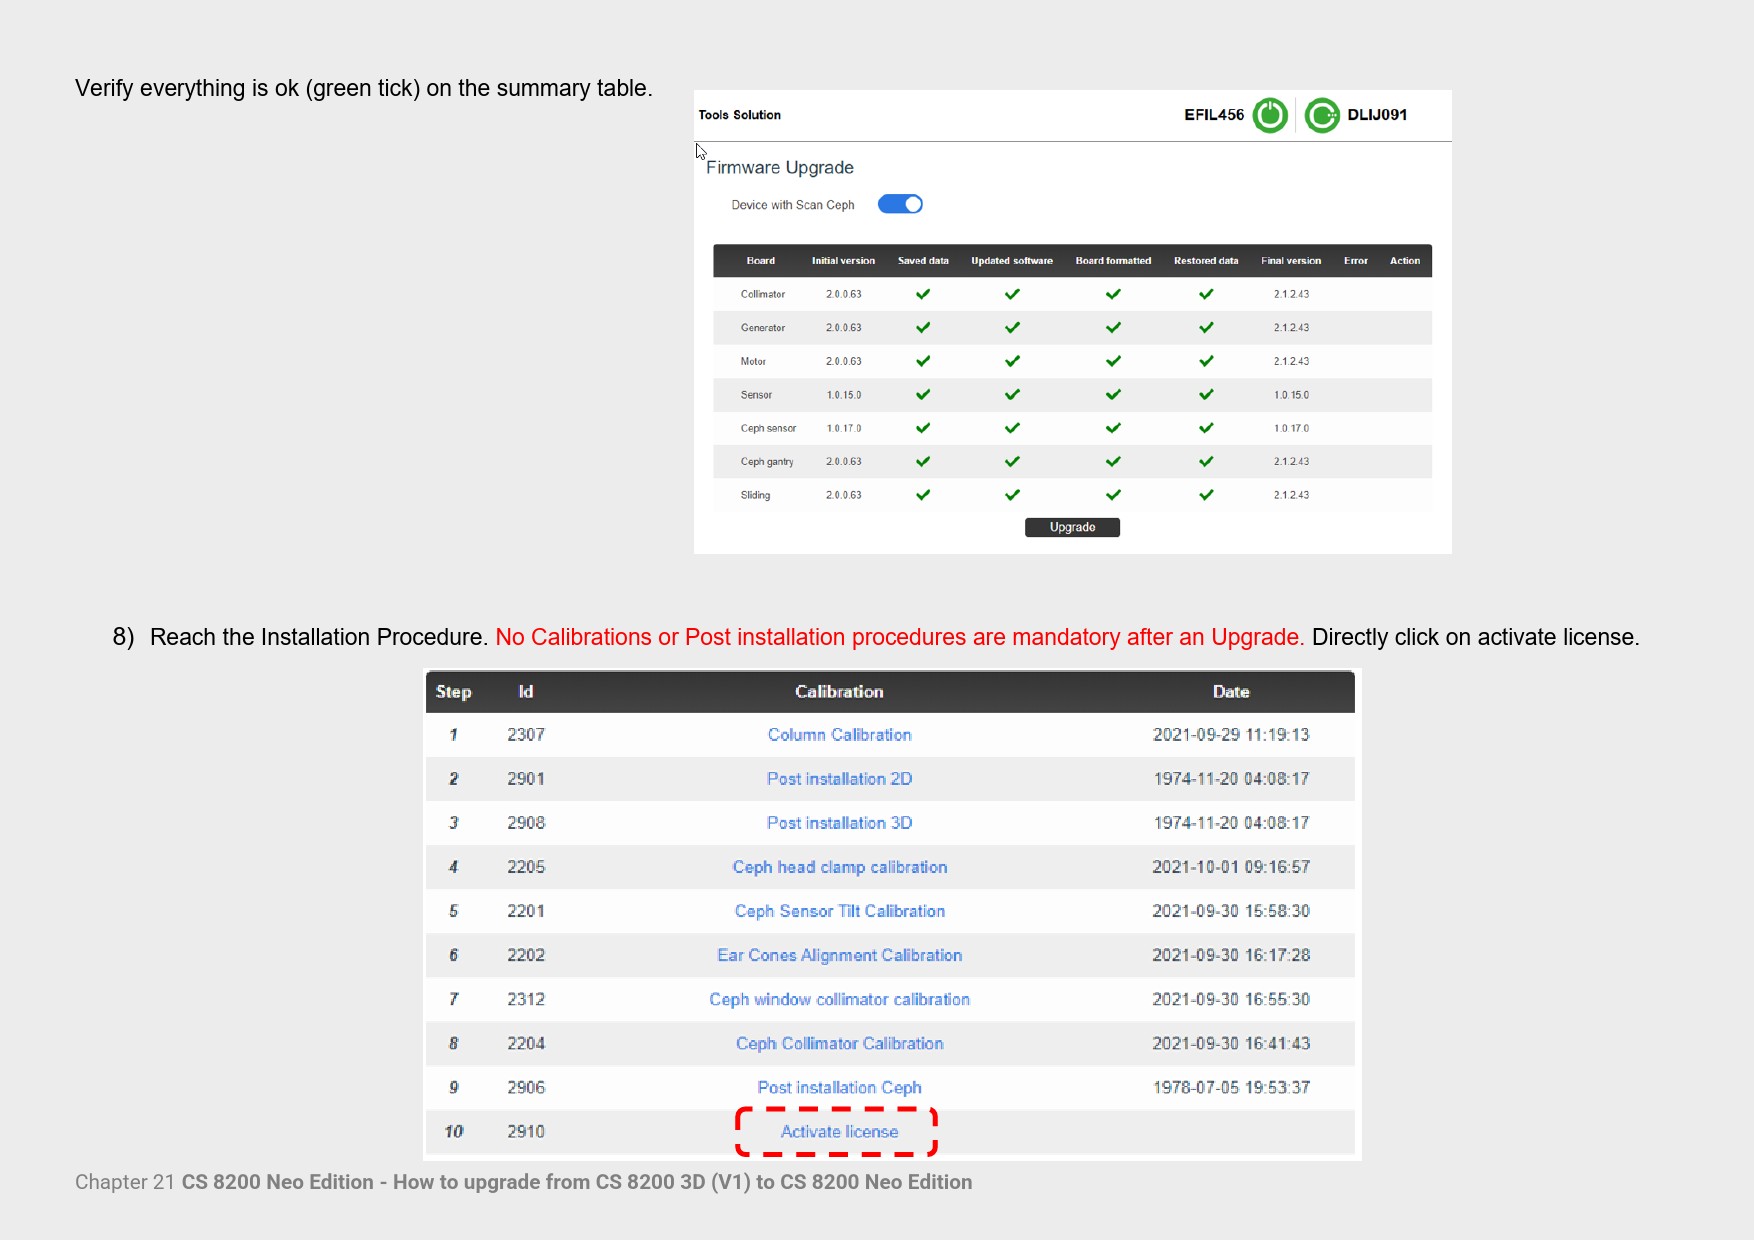 Verify everything is ok (green tick) on the summary table.
Tools Solution EFIL456 DLIJ091
Firmware Upgrade
Device with Scan Ceph
Board Initial version Saved data Updated software Board formatted Restored data Final version Error Action
Collimator 2.0.0.63 2.1.2.43
Generator 2.0.0.63 2.1.2.43
Motor 2.0.0.63 2.1.2.43
Sensor 1.0.15.0 1.0.15.0
Ceph sensor 1.0.17.0 1.0.17.0
Ceph gantry 2.0.0.63 2.1.2.43
Sliding 2.0.0.63 2.1.2.43
Upgrade
8) Reach the Installation Procedure. No Calibrations or Post installation procedures are mandatory after an Upgrade. Directly click on activate license.
Step Id Calibration Date
1 2307 Column Calibration 2021-09-29 11:19:13
2 2901 Post installation 2D 1974-11-20 04:08:17
3 2908 Post installation 3D 1974-11-20 04:08:17
4 2205 Ceph head clamp calibration 2021-10-01 09:16:57
5 2201 Ceph Sensor Tilt Calibration 2021-09-30 15:58:30
6 2202 Ear Cones Alignment Calibration 2021-09-30 16:17:28
7 2312 Ceph window collimator calibration 2021-09-30 16:55:30
8 2204 Ceph Collimator Calibration 2021-09-30 16:41:43
9 2906 Post installation Ceph 1978-07-05 19:53:37
10 2910 Activate license
Chapter 21 CS 8200 Neo Edition - How to upgrade from CS 8200 3D (V1) to CS 8200 Neo Edition